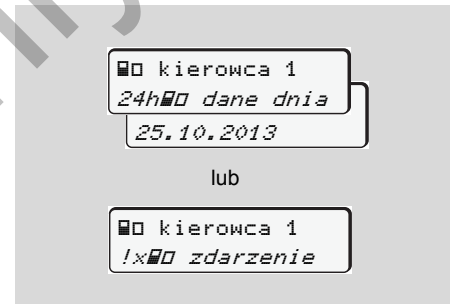 🖪▯ kierowca 1
24h🖪▯ dane dnia
25.10.2013
lub
🖪▯ kierowca 1
!x🖪▯ zdarzenie